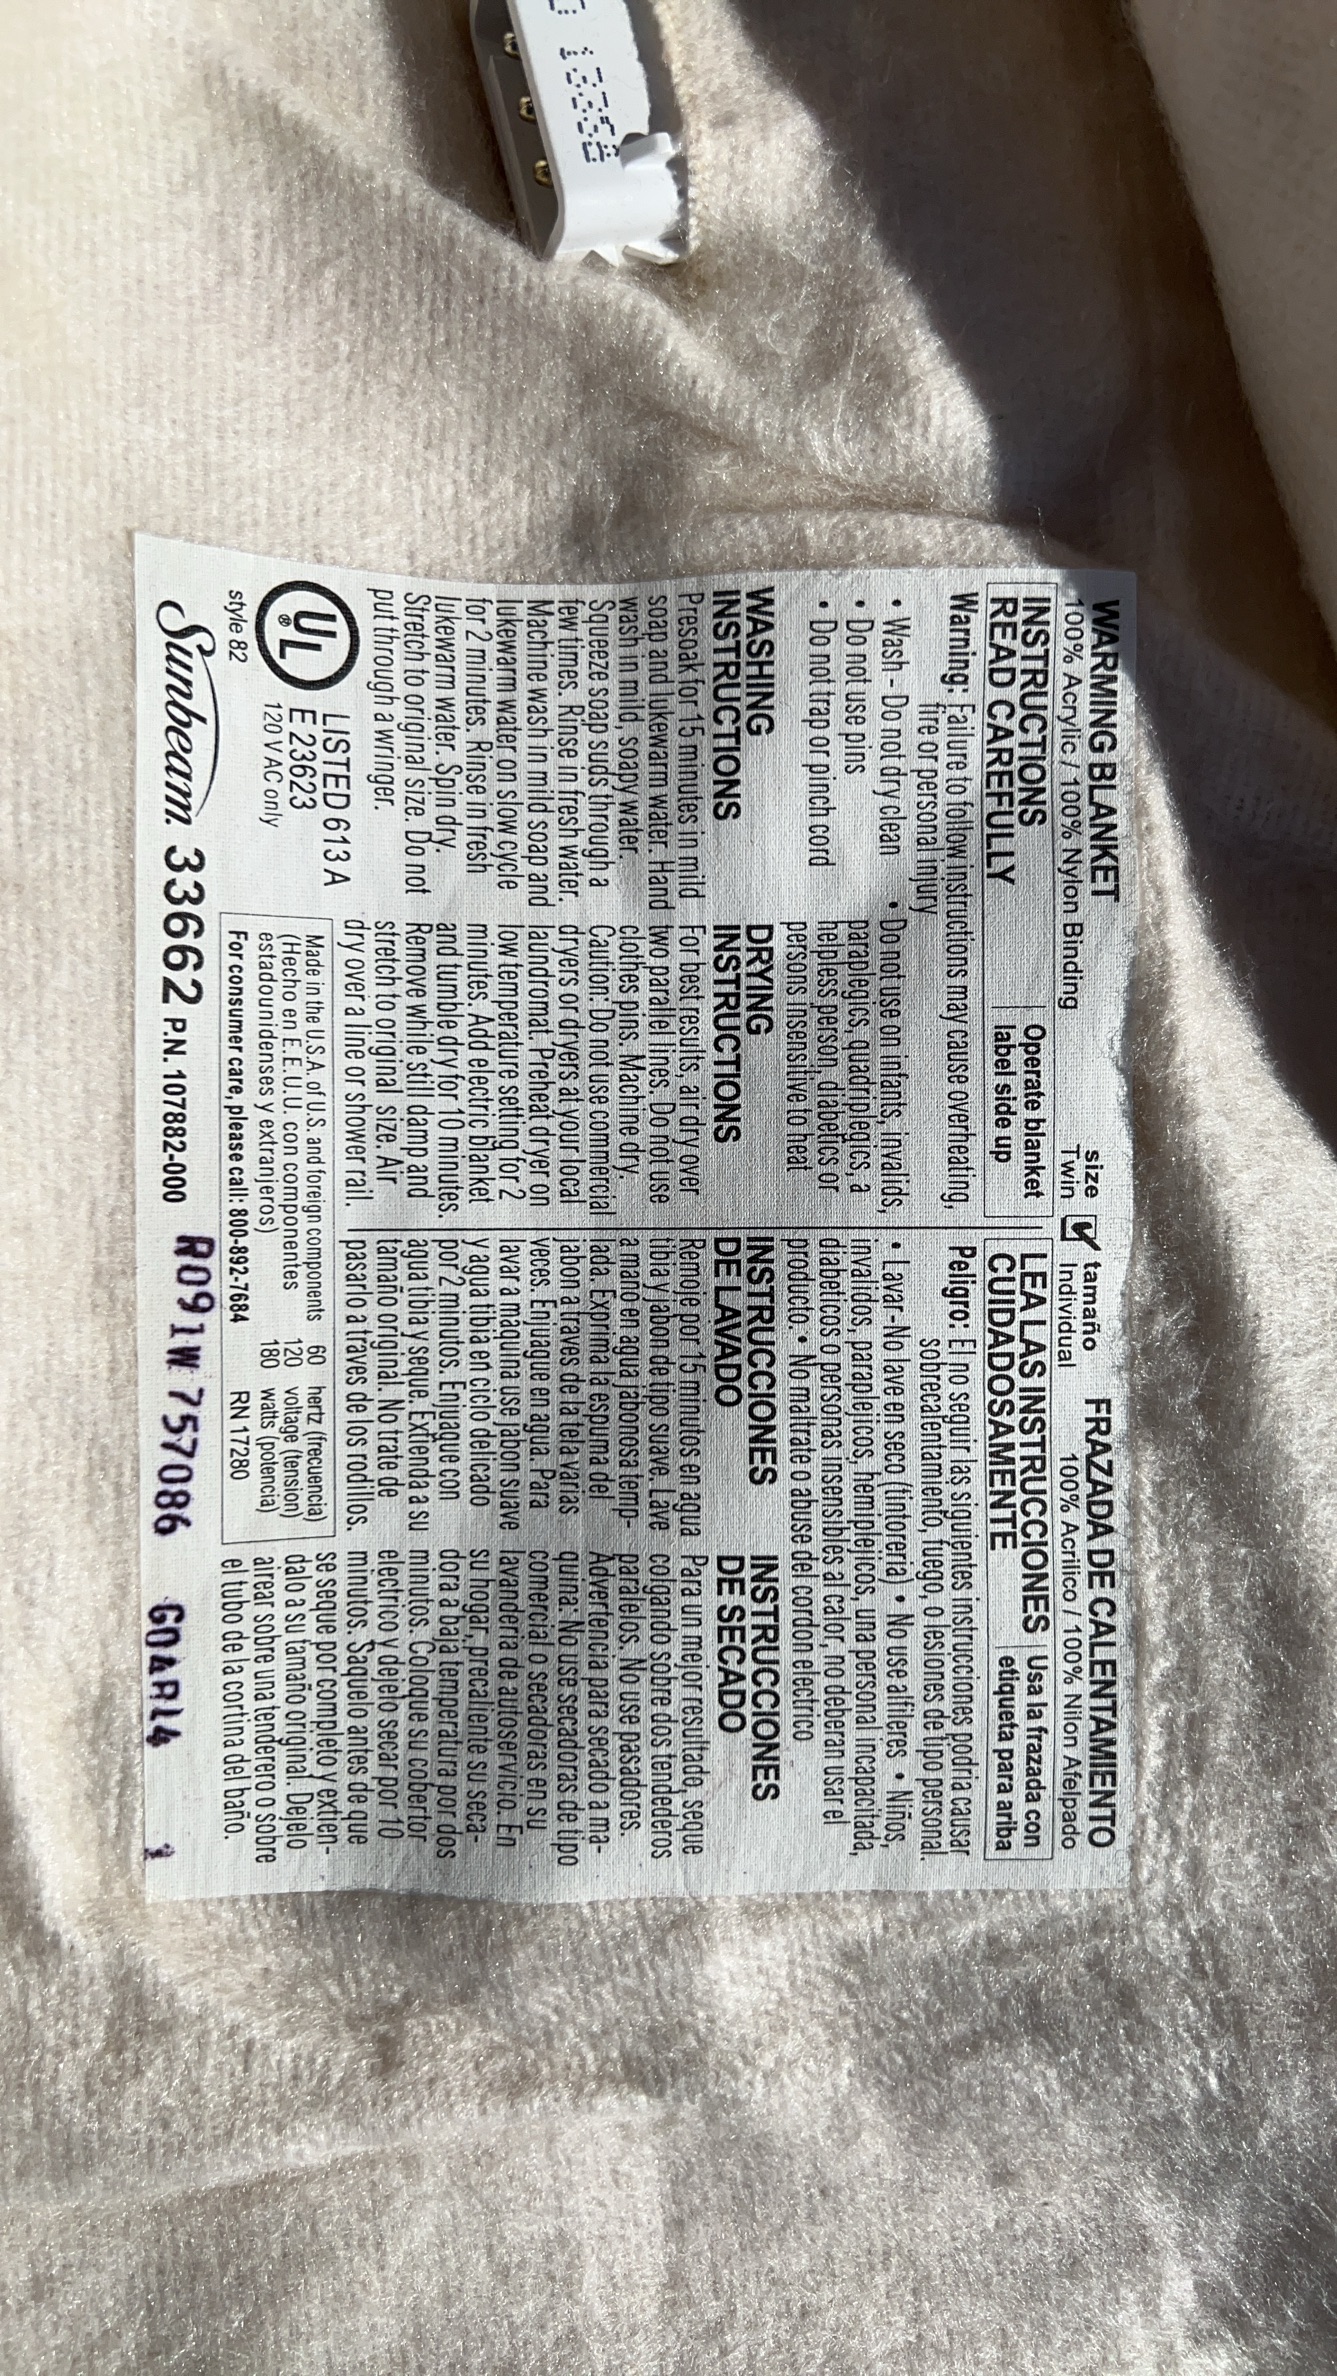 13882
WARMING BLANKET
100% Acrylic / 100% Nylon Binding
size
Twin
tamaño
Individual
FRAZADA DE CALENTAMIENTO
100% Acrilico / 100% Nilon Afelpado
INSTRUCTIONS
READ CAREFULLY
Operate blanket
label side up
Warning: Failure to follow instructions may cause overheating,
fire or personal injury
• Wash - Do not dry clean
• Do not use pins
• Do not trap or pinch cord
• Do not use on infants, invalids,
paraplegics, quadriplegics, a
helpless person, diabetics or
persons insensitive to heat
WASHING
INSTRUCTIONS
Presoak for 15 minutes in mild
soap and lukewarm water. Hand
wash in mild, soapy water.
Squeeze soap suds through a
few times. Rinse in fresh water.
Machine wash in mild soap and
lukewarm water on slow cycle
for 2 minutes. Rinse in fresh
lukewarm water. Spin dry.
Stretch to original size. Do not
put through a wringer.
DRYING
INSTRUCTIONS
For best results, air dry over
two parallel lines. Do not use
clothes pins. Machine dry.
Caution: Do not use commercial
dryers or dryers at your local
laundromat. Preheat dryer on
low temperature setting for 2
minutes. Add electric blanket
and tumble dry for 10 minutes.
Remove while still damp and
stretch to original size. Air
dry over a line or shower rail.
LEA LAS INSTRUCCIONES
CUIDADOSAMENTE
Usa la frazada con
etiqueta para ariba
Peligro: El no seguir las siguientes instrucciones podria causar
sobrecalentamiento, fuego, o lesiones de tipo personal.
• Lavar -No lave en seco (tintoreria) • No use alfileres • Niños,
invalidos, paraplejicos, hemiplejicos, una personal incapacitada,
diabeticos o personas insensibles al calor, no deberan usar el
producto. • No maltrate o abuse del cordon electrico
INSTRUCCIONES
DE LAVADO
Remoje por 15 minutos en agua
tibia y jabon de tipo suave. Lave
a mano en agua jabonosa temp-
lada. Exprima la espuma del
jabon a traves de la tela varias
veces. Enjuague en agua. Para
lavar a maquina use jabon suave
y agua tibia en ciclo delicado
por 2 minutos. Enjuague con
agua tibia y seque. Extienda a su
tamaño original. No trate de
pasarlo a traves de los rodillos.
INSTRUCCIONES
DE SECADO
Para un mejor resultado, seque
colgando sobre dos tendederos
paralelos. No use pasadores.
Advertencia para secado a ma-
quina: No use secadoras de tipo
comercial o secadoras en su
lavanderia de autoservicio. En
su hogar, precaliente su seca-
dora a baja temperatura por dos
minutos. Coloque su cobertor
electrico y dejelo secar por 10
minutos. Saquelo antes de que
se seque por completo y extien-
dalo a su tamaño original. Dejelo
airear sobre una tendedero o sobre
el tubo de la cortina del baño.
UL ®
LISTED 613 A
E 23623
120 V AC only
style 82
Made in the U.S.A. of U.S. and foreign components
(Hecho en E.E.U.U. con componentes
estadounidenses y extranjeros)
For consumer care, please call: 800-892-7684
60 hertz (frecuencia)
120 voltage (tension)
180 watts (potencia)
RN 17280
Sunbeam 33662 P.N. 107882-000 R091W 757086 G04RL4 1